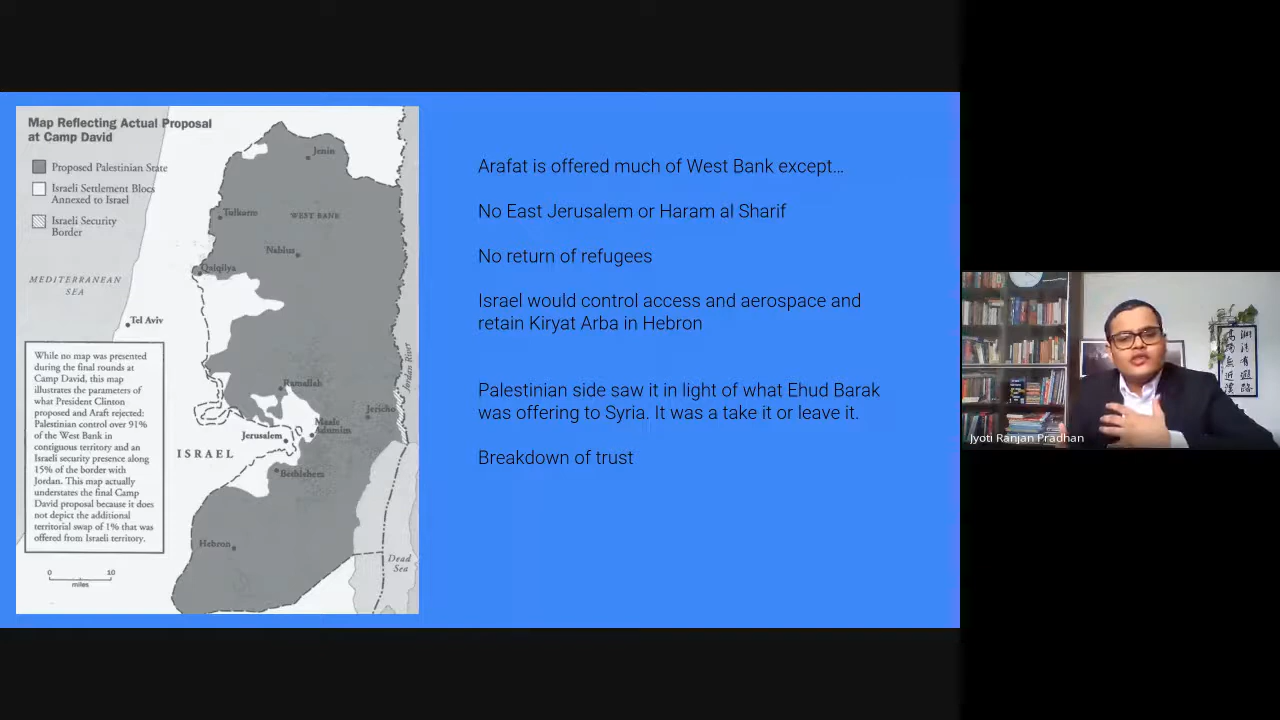 Map Reflecting Actual Proposal
at Camp David
Proposed Palestinian State
Israeli Settlement Blocs
Annexed to Israel
Israeli Security
Border
MEDITERRANEAN
SEA
Tel Aviv
While no map was presented
during the final rounds at
Camp David, this map
illustrates the parameters of
what President Clinton
proposed and Araft rejected:
Palestinian control over 91%
of the West Bank in
contiguous territory and an
Israeli security presence along
15% of the border with
Jordan. This map actually
understates the final Camp
David proposal because it does
not depict the additional
territorial swap of 1% that was
offered from Israeli territory.
0 10
miles
Jenin
Tulkarm
WEST BANK
Nablus
Qalqilya
Jordan River
Ramallah
Jericho
Maale
Adumim
Jerusalem
ISRAEL
Bethlehem
Hebron
Dead
Sea
Arafat is offered much of West Bank except…
No East Jerusalem or Haram al Sharif
No return of refugees
Israel would control access and aerospace and
retain Kiryat Arba in Hebron
Palestinian side saw it in light of what Ehud Barak
was offering to Syria. It was a take it or leave it.
Breakdown of trust
Jyoti Ranjan Pradhan